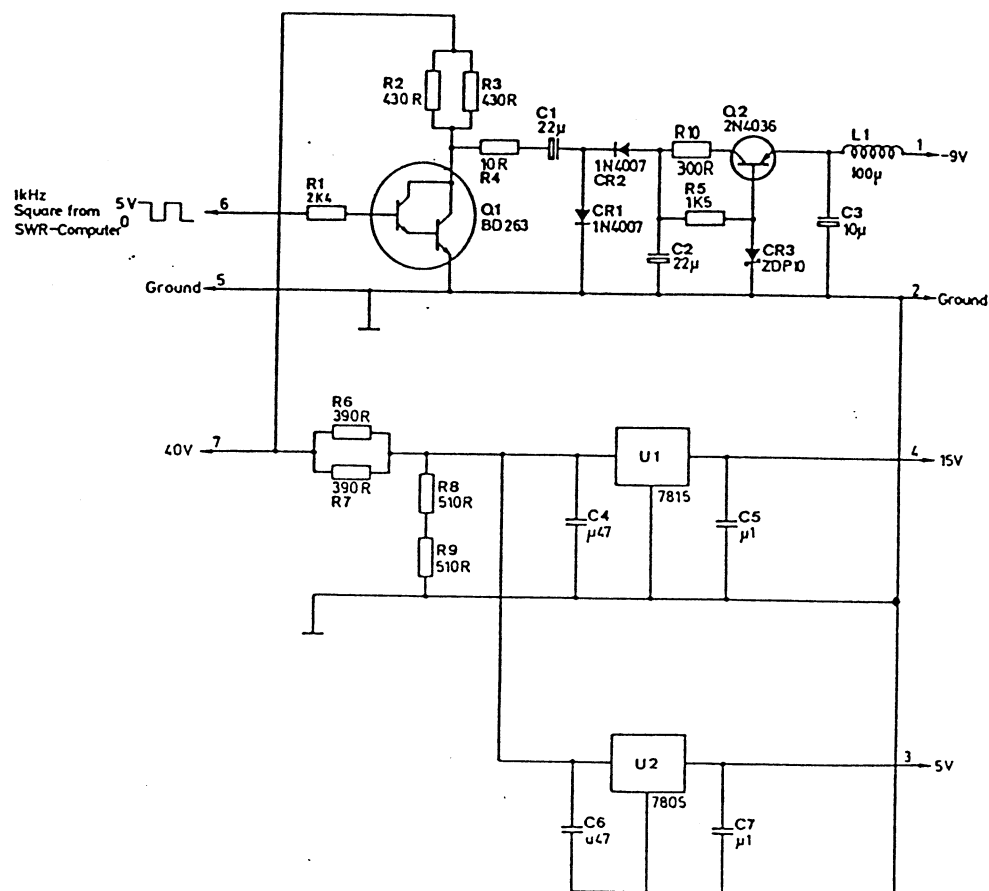 R2
430R
R3
430R
C1
22µ
Q2
2N4036
R10
300R
L1
100µ
1
-9V
10R
R4
1N4007
CR2
R5
1K5
1kHz
Square from
SWR-Computer
5V
0
6
R1
2K4
Q1
BD263
CR1
1N4007
C2
22µ
CR3
ZDP10
C3
10µ
Ground
5
2
Ground
R6
390R
40V
7
390R
R7
R8
510R
R9
510R
U1
7815
4
15V
C4
µ47
C5
µ1
U2
7805
3
5V
C6
u47
C7
µ1